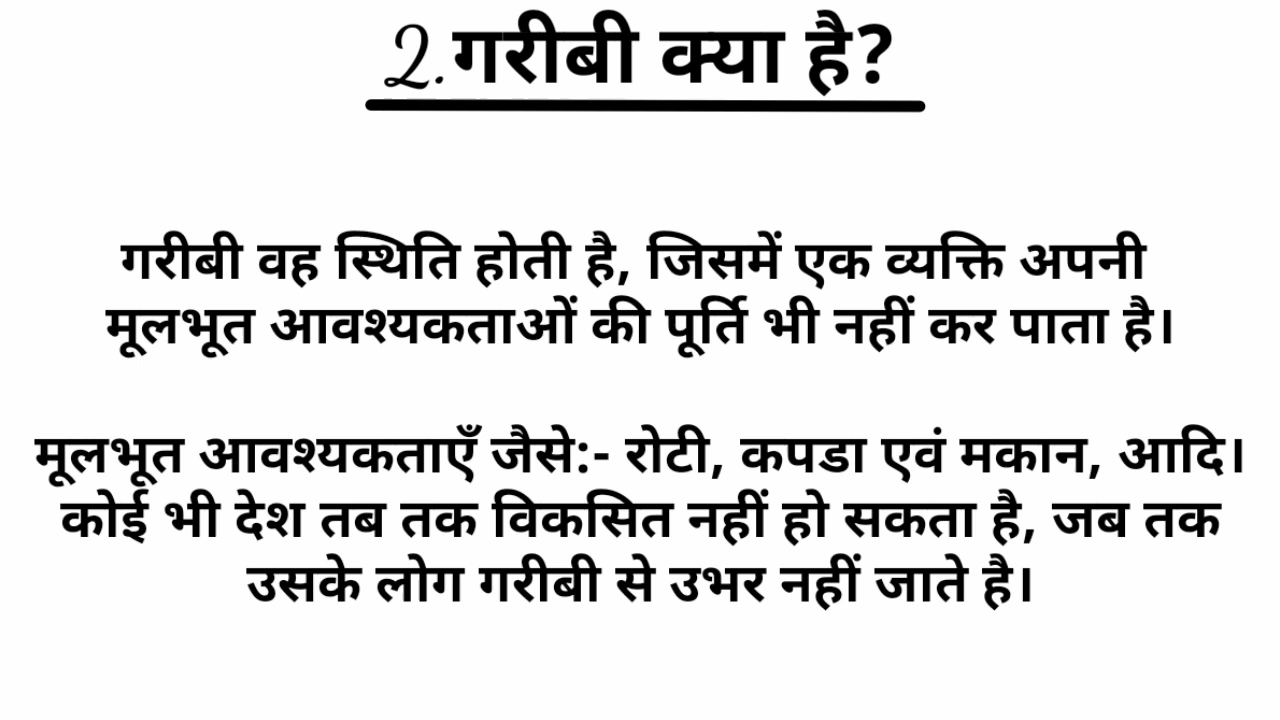 2.गरीबी क्या है?
गरीबी वह स्थिति होती है, जिसमें एक व्यक्ति अपनी
मूलभूत आवश्यकताओं की पूर्ति भी नहीं कर पाता है।
मूलभूत आवश्यकताएँ जैसे:- रोटी, कपडा एवं मकान, आदि।
कोई भी देश तब तक विकसित नहीं हो सकता है, जब तक
उसके लोग गरीबी से उभर नहीं जाते है।